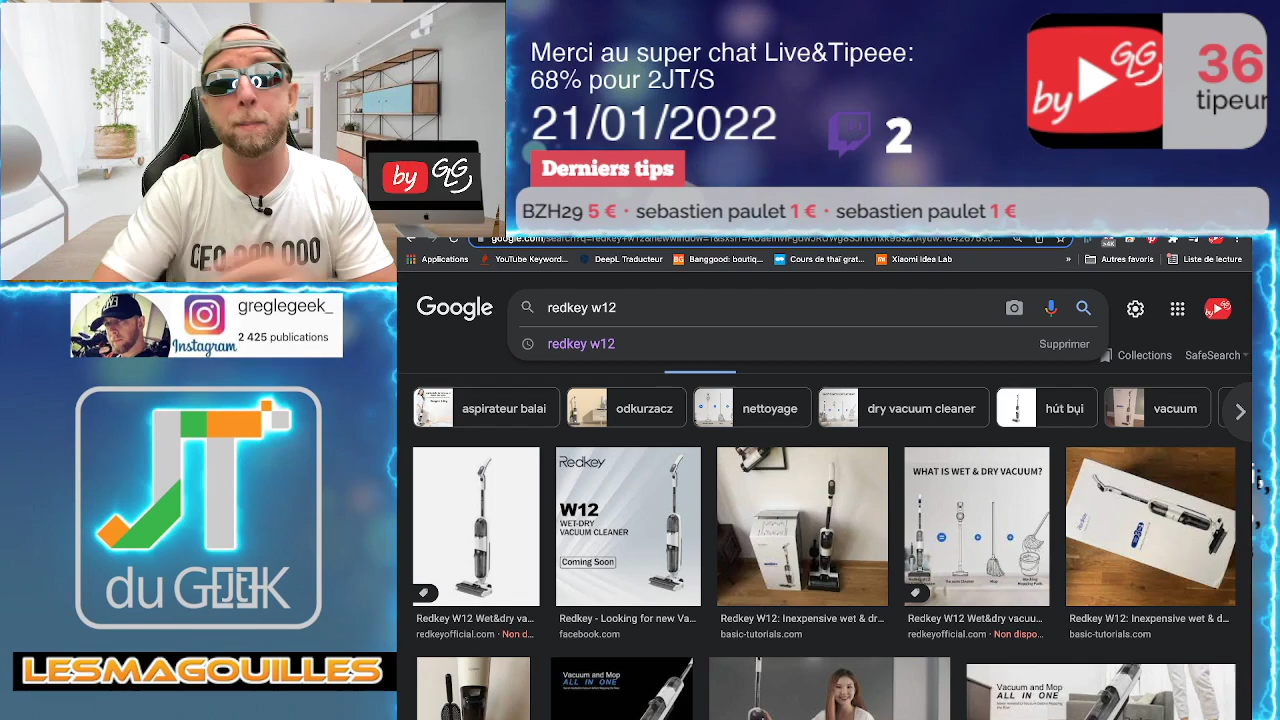 by GLG
CEO 000 000
Merci au super chat Live&Tipeee:
68% pour 2JT/S
21/01/2022
2
Derniers tips
by GLG
36
tipeur
BZH29 5 € · sebastien paulet 1 € · sebastien paulet 1 €
Applications
YouTube Keyword...
DeepL Traducteur
Banggood: boutiq...
Cours de thaï grat...
Xiaomi Idea Lab
»
Autres favoris
Liste de lecture
Google
redkey w12
redkey w12
Supprimer
Collections
SafeSearch
aspirateur balai
odkurzacz
nettoyage
dry vacuum cleaner
hút bụi
vacuum
Redkey
W12
WET-DRY
VACUUM CLEANER
Coming Soon
WHAT IS WET & DRY VACUUM?
Redkey W12 Wet&dry va...
redkeyofficial.com · Non d...
Redkey - Looking for new Va...
facebook.com
Redkey W12: Inexpensive wet & dr...
basic-tutorials.com
Redkey W12 Wet&dry vacuu...
redkeyofficial.com · Non dispo...
Redkey W12: Inexpensive wet & d...
basic-tutorials.com
Vacuum and Mop
ALL IN ONE
Vacuum and Mop
ALL IN ONE
greglegeek_
2 425 publications
Instagram
JT
du GEEK
LESMAGOUILLES